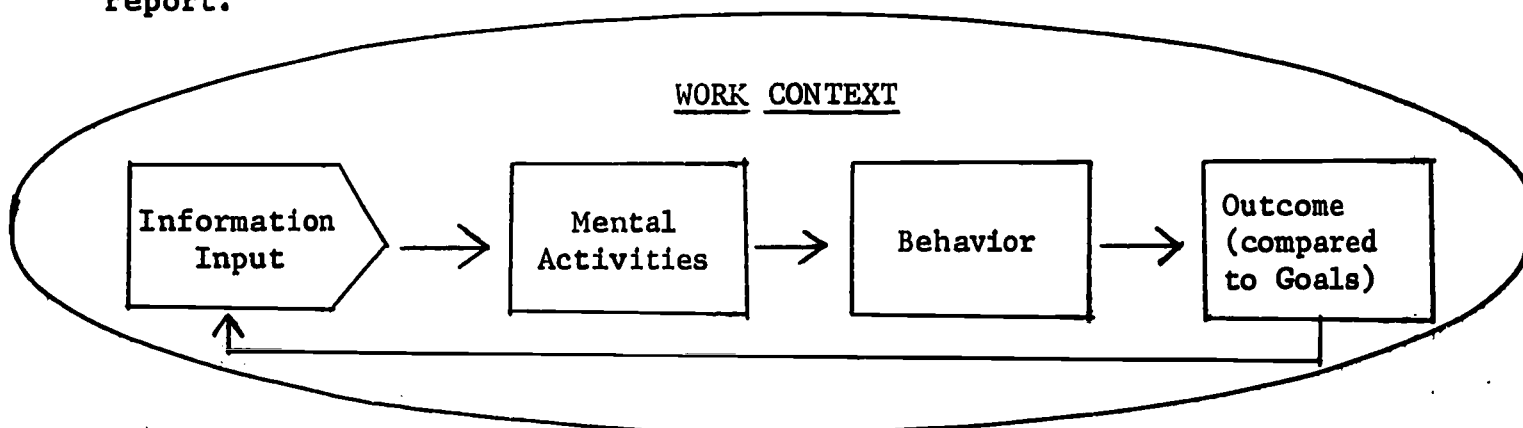 report.
WORK CONTEXT
Information
Input
Mental
Activities
Behavior
Outcome
(compared
to Goals)